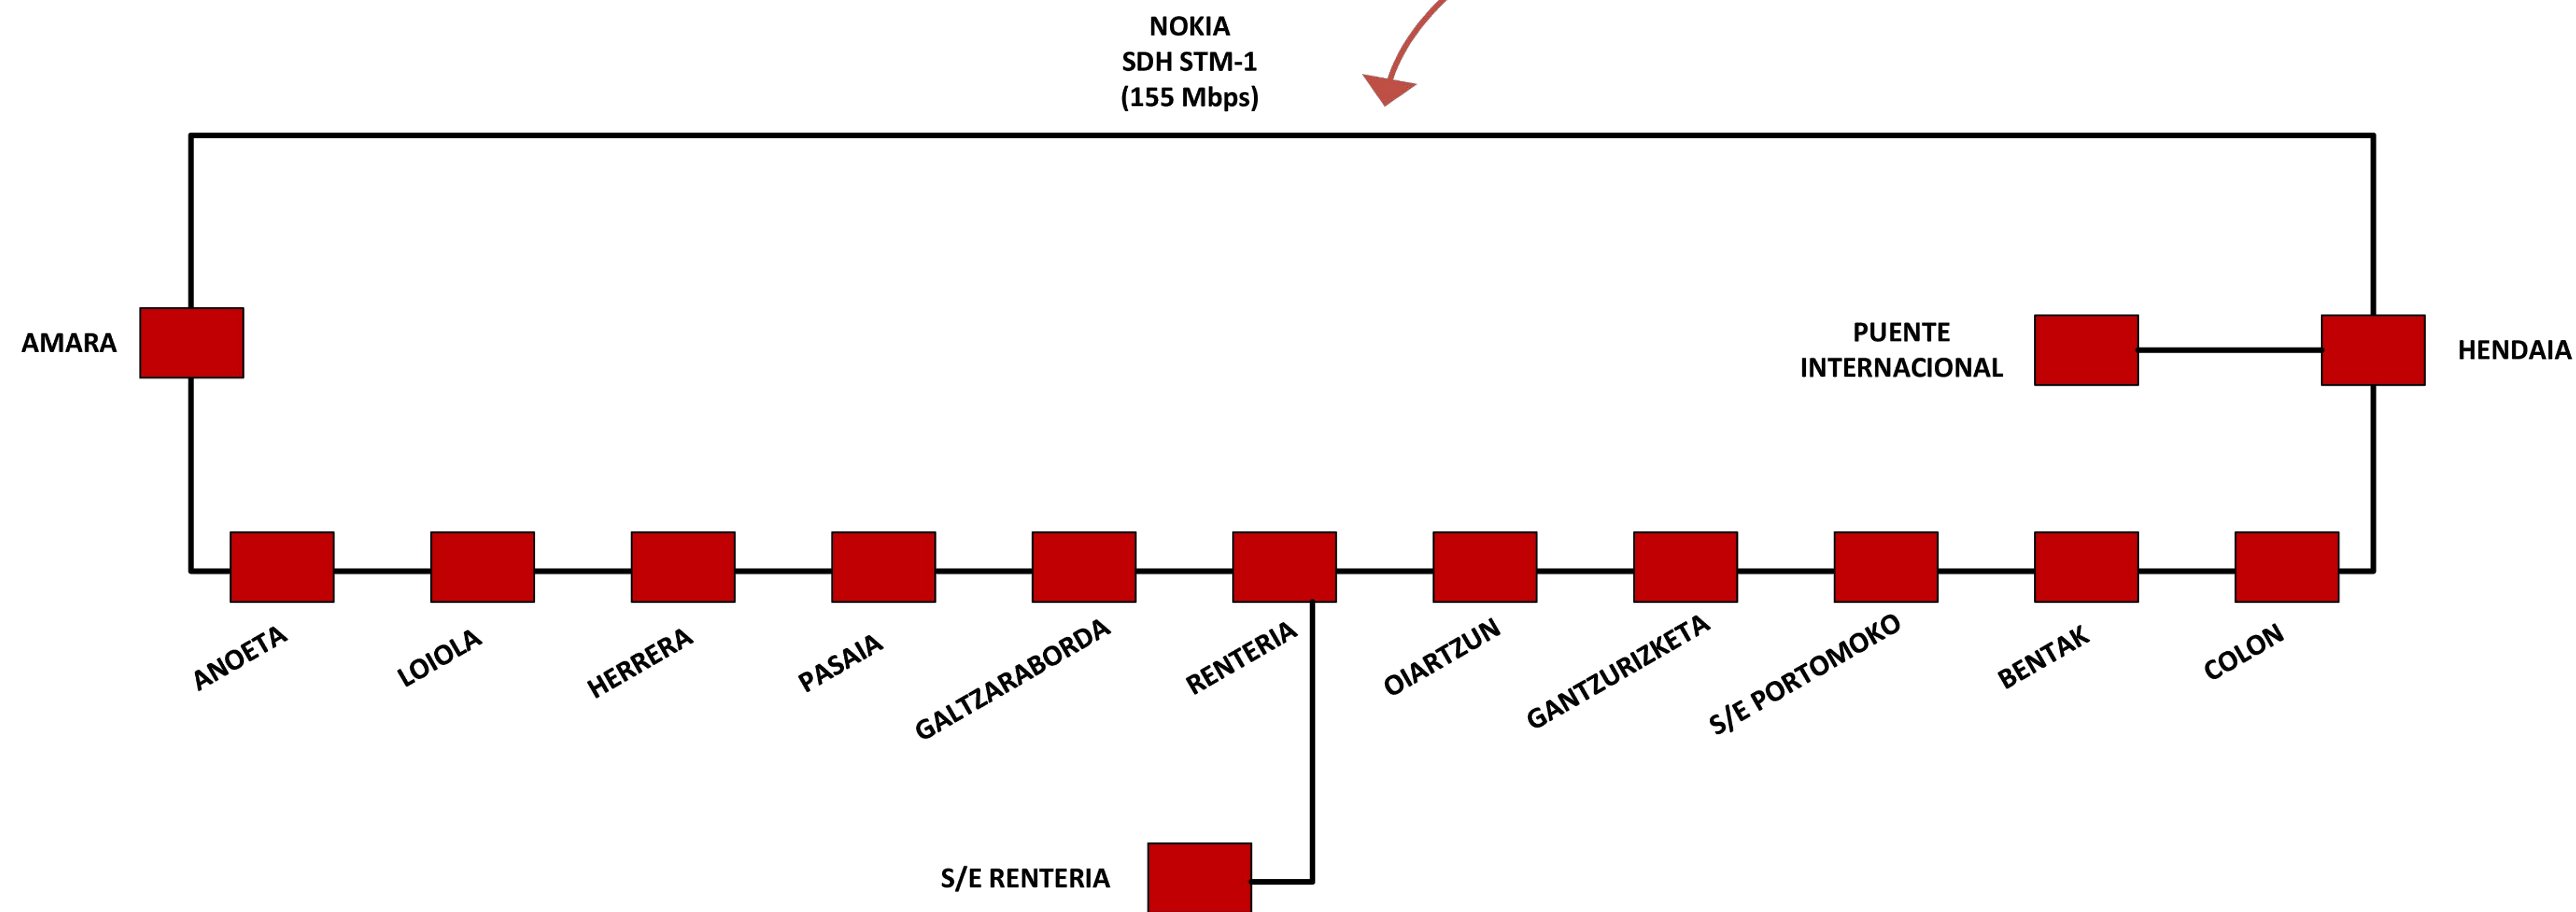 NOKIA
SDH STM-1
(155 Mbps)
AMARA
PUENTE
INTERNACIONAL
HENDAIA
ANOETA
LOIOLA
HERRERA
PASAIA
GALTZARABORDA
RENTERIA
OIARTZUN
GANTZURIZKETA
S/E PORTOMOKO
BENTAK
COLON
S/E RENTERIA